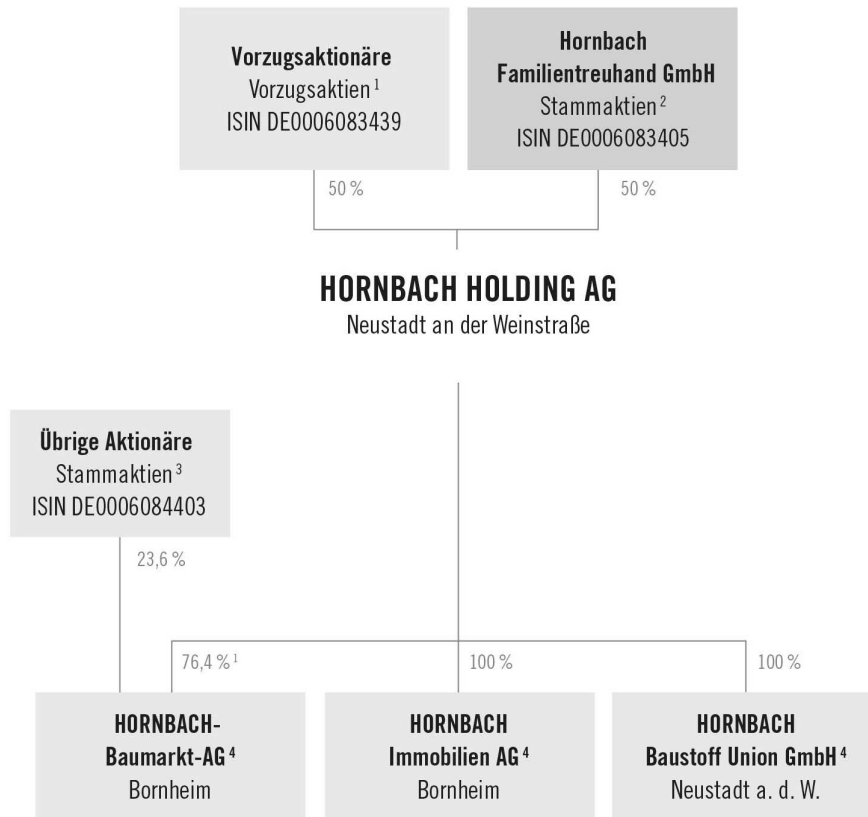 Vorzugsaktionäre
Vorzugsaktien ¹
ISIN DE0006083439
Hornbach
Familientreuhand GmbH
Stammaktien ²
ISIN DE0006083405
50 %
50 %
HORNBACH HOLDING AG
Neustadt an der Weinstraße
Übrige Aktionäre
Stammaktien ³
ISIN DE0006084403
23,6 %
76,4 % ¹
100 %
100 %
HORNBACH-
Baumarkt-AG ⁴
Bornheim
HORNBACH
Immobilien AG ⁴
Bornheim
HORNBACH
Baustoff Union GmbH ⁴
Neustadt a. d. W.